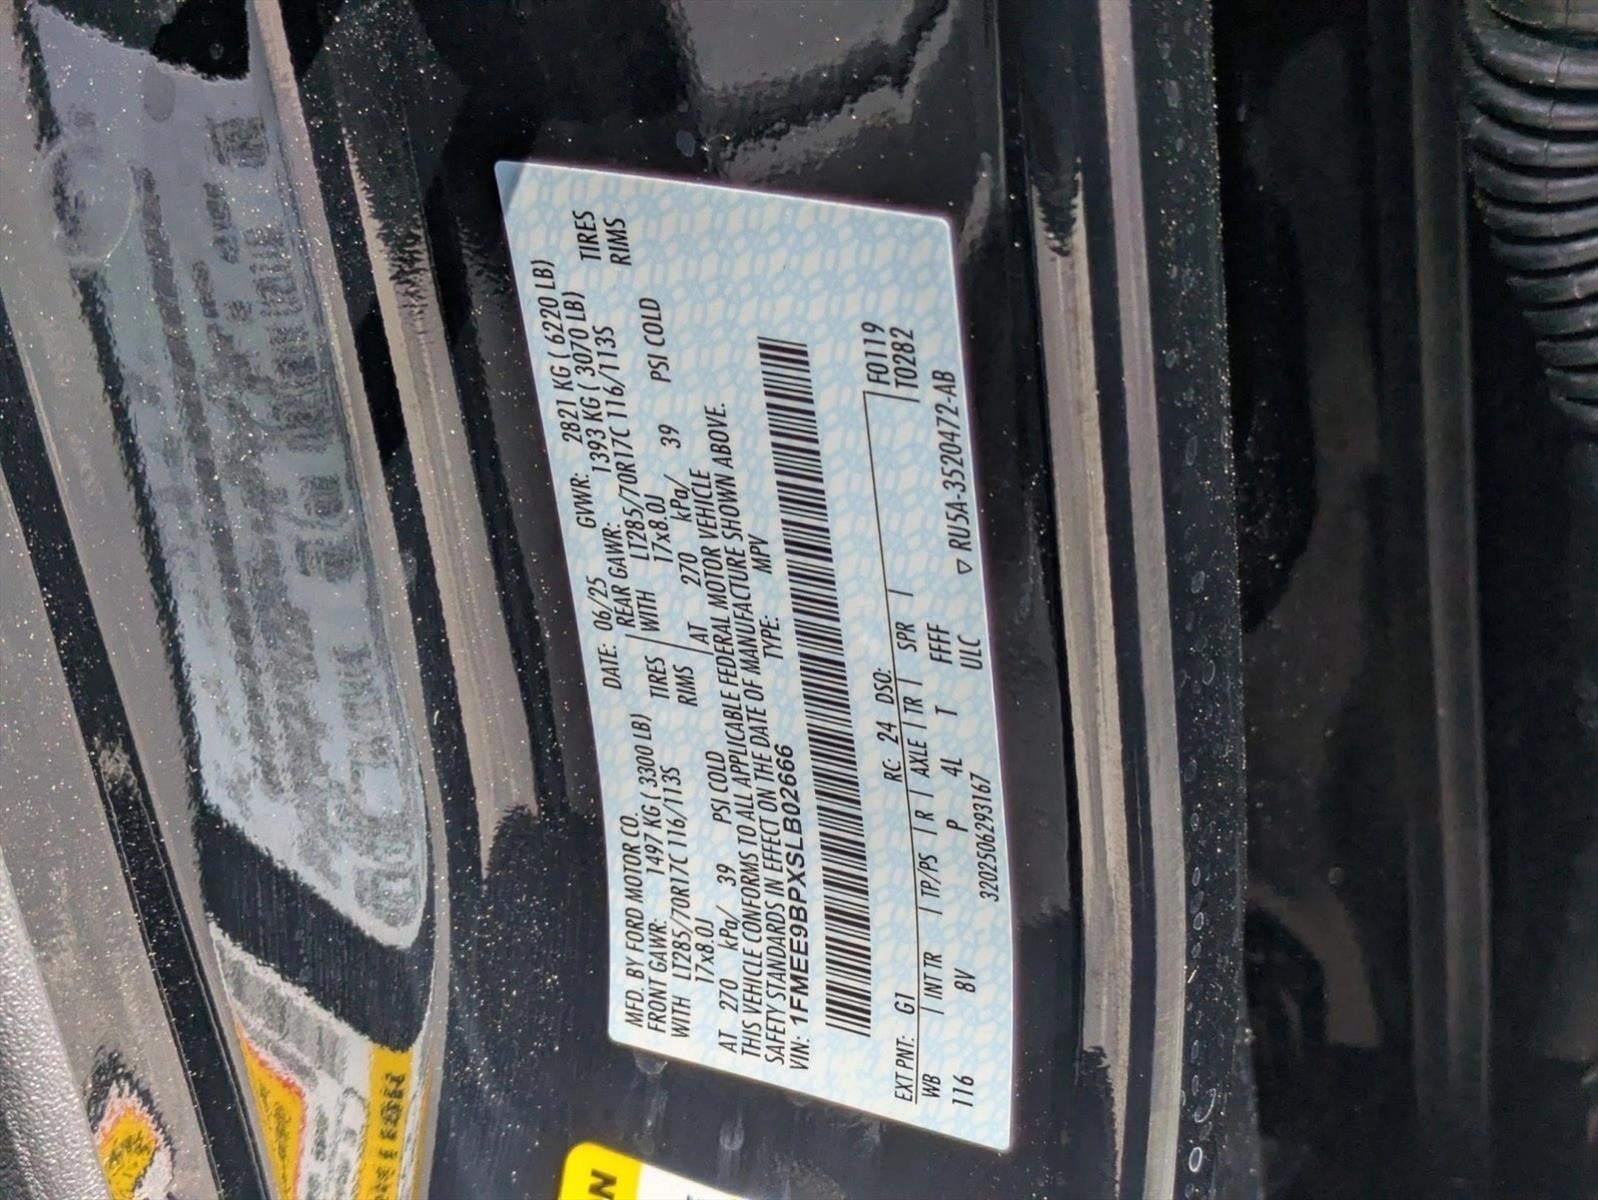 MFD. BY FORD MOTOR CO. DATE: 06/25 GVWR: 2821 KG ( 6220 LB)
FRONT GAWR: 1497 KG ( 3300 LB) REAR GAWR: 1393 KG ( 3070 LB)
WITH LT285/70R17C 116/113S TIRES WITH LT285/70R17C 116/113S TIRES
17x8.0J RIMS 17x8.0J RIMS
AT 270 kPa/ 39 PSI COLD AT 270 kPa/ 39 PSI COLD
THIS VEHICLE CONFORMS TO ALL APPLICABLE FEDERAL MOTOR VEHICLE
SAFETY STANDARDS IN EFFECT ON THE DATE OF MANUFACTURE SHOWN ABOVE.
VIN: 1FMEE9BPXSLB02666 TYPE: MPV
EXT PNT: G1 RC: 24 DSO: F0119
WB INT TR TP/PS R AXLE TR SPR T0282
116 8V P 4L T FFF
ULC ▽ RU5A-3520472-AB
320250629316​7